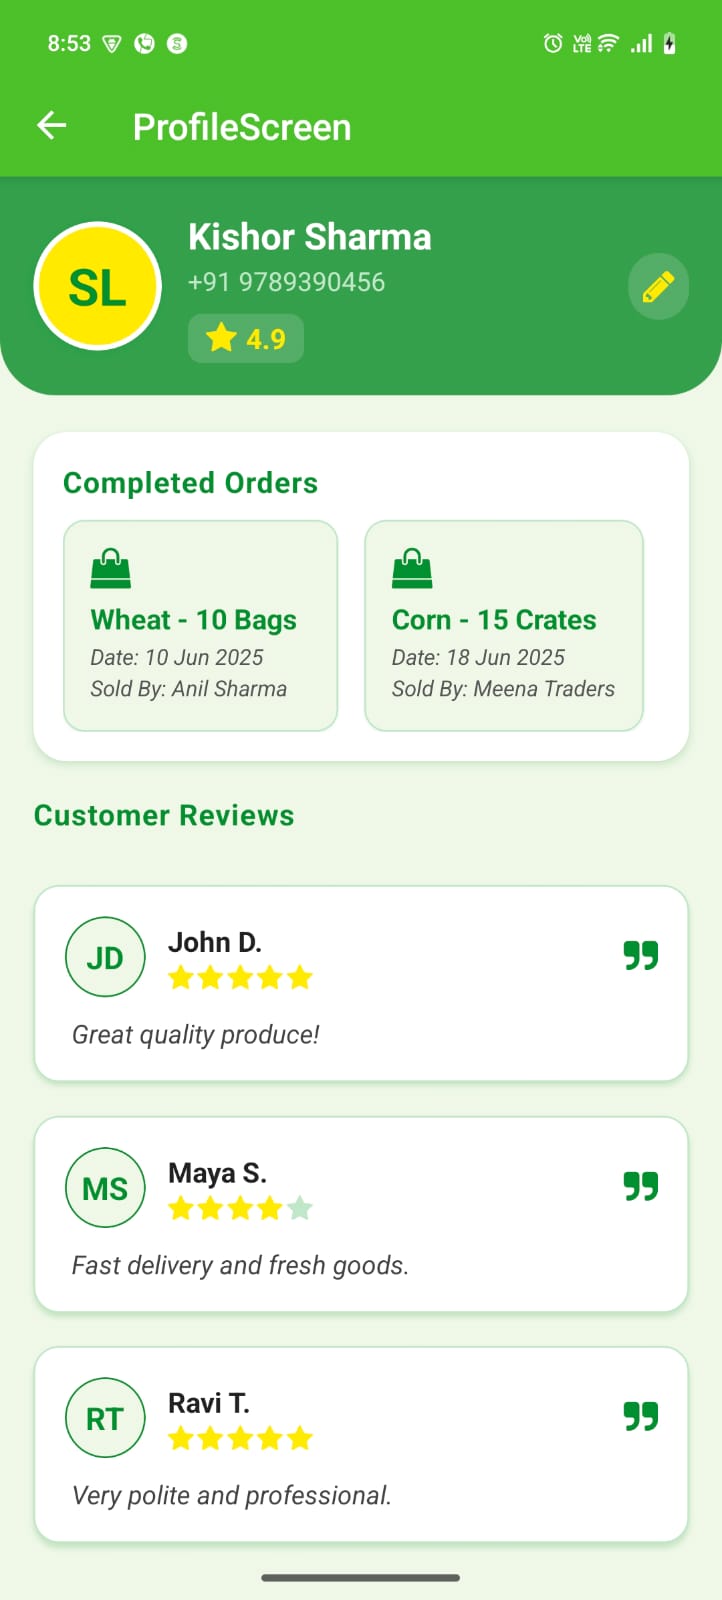 8:53
Vo))
LTE
ProfileScreen
SL
Kishor Sharma
+91 9789390456
4.9
Completed Orders
Wheat - 10 Bags
Date: 10 Jun 2025
Sold By: Anil Sharma
Corn - 15 Crates
Date: 18 Jun 2025
Sold By: Meena Traders
Customer Reviews
JD
John D.
Great quality produce!
MS
Maya S.
Fast delivery and fresh goods.
RT
Ravi T.
Very polite and professional.